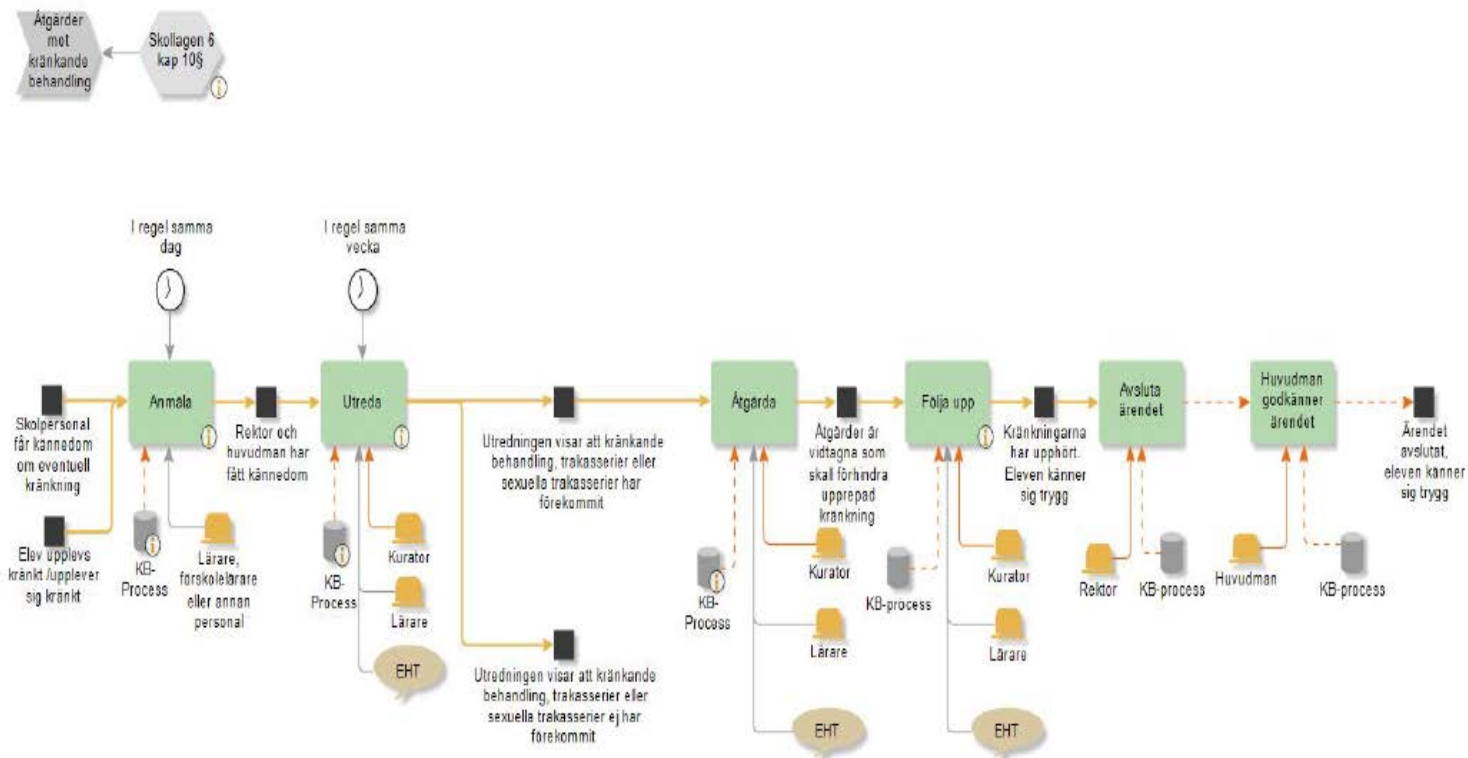 Åtgärder
mot
kränkande
behandling
Skollagen 6
kap 10§
I regel samma
dag
I regel samma
vecka
Anmäla
Utreda
Åtgärda
Följa upp
Avsluta
ärendet
Huvudman
godkänner
ärendet
Skolpersonal
får kännedom
om eventuell
kränkning
Rektor och
huvudman har
fått kännedom
Utredningen visar att kränkande
behandling, trakasserier eller
sexuella trakasserier har
förekommit
Åtgärder är
vidtagna som
skall förhindra
upprepad
kränkning
Kränkningarna
har upphört.
Eleven känner
sig trygg
Ärendet
avslutat,
eleven känner
sig trygg
Elev upplevs
kränkt /upplever
sig kränkt
KB-
Process
Lärare,
förskolelärare
eller annan
personal
KB-
Process
Kurator
Lärare
EHT
Utredningen visar att kränkande
behandling, trakasserier eller
sexuella trakasserier ej har
förekommit
KB-
Process
Kurator
Lärare
EHT
KB-process
Kurator
Lärare
EHT
Rektor
KB-process
Huvudman
KB-process